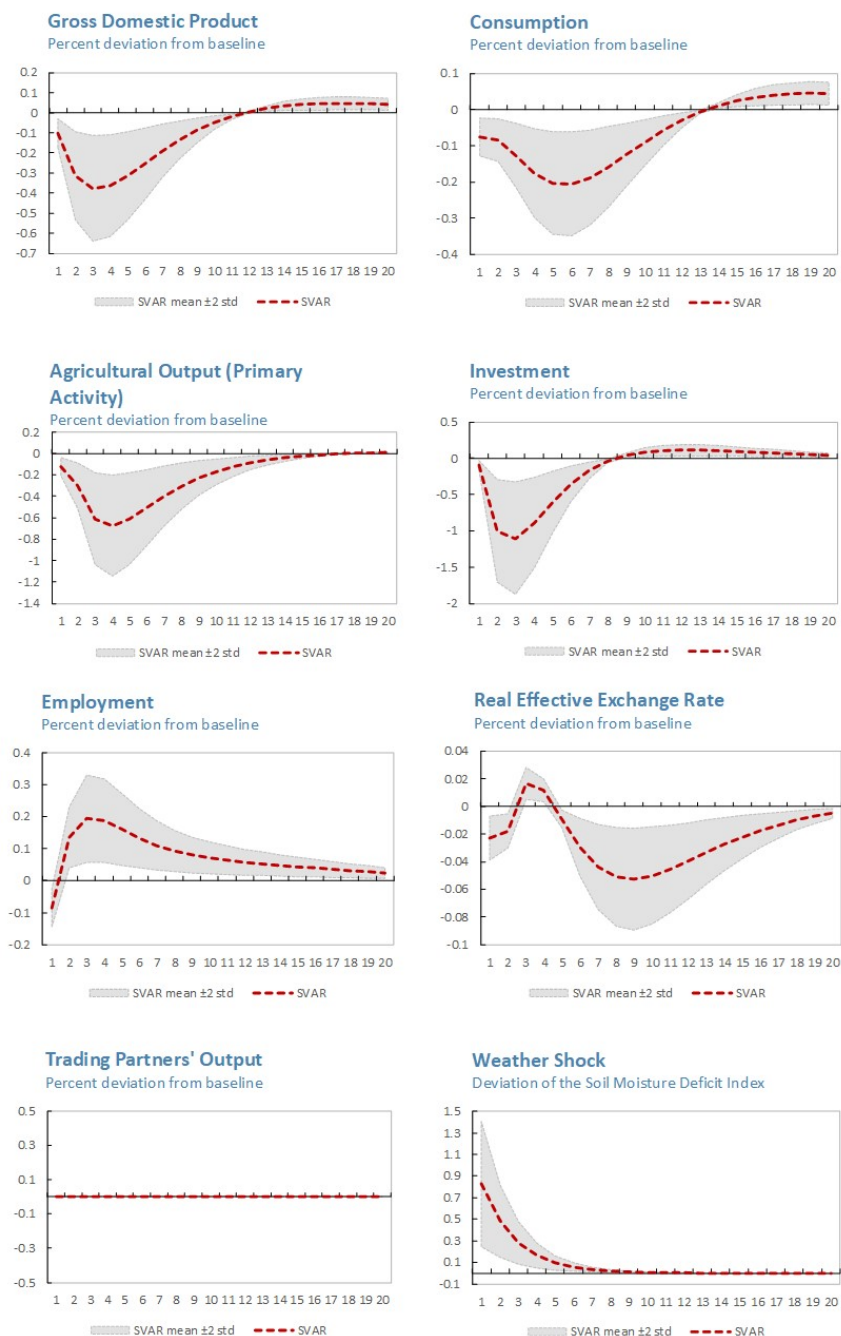 Gross Domestic Product
Percent deviation from baseline
0.2
0.1
0
-0.1
-0.2
-0.3
-0.4
-0.5
-0.6
-0.7
1 2 3 4 5 6 7 8 9 10 11 12 13 14 15 16 17 18 19 20
SVAR mean ±2 std SVAR
Consumption
Percent deviation from baseline
0.1
0
-0.1
-0.2
-0.3
-0.4
1 2 3 4 5 6 7 8 9 10 11 12 13 14 15 16 17 18 19 20
SVAR mean ±2 std SVAR
Agricultural Output (Primary
Activity)
Percent deviation from baseline
0.2
0
-0.2
-0.4
-0.6
-0.8
-1
-1.2
-1.4
1 2 3 4 5 6 7 8 9 10 11 12 13 14 15 16 17 18 19 20
SVAR mean ±2 std SVAR
Investment
Percent deviation from baseline
0.5
0
-0.5
-1
-1.5
-2
1 2 3 4 5 6 7 8 9 10 11 12 13 14 15 16 17 18 19 20
SVAR mean ±2 std SVAR
Employment
Percent deviation from baseline
0.4
0.3
0.2
0.1
0
-0.1
-0.2
1 2 3 4 5 6 7 8 9 10 11 12 13 14 15 16 17 18 19 20
SVAR mean ±2 std SVAR
Real Effective Exchange Rate
Percent deviation from baseline
0.04
0.02
0
-0.02
-0.04
-0.06
-0.08
-0.1
1 2 3 4 5 6 7 8 9 10 11 12 13 14 15 16 17 18 19 20
SVAR mean ±2 std SVAR
Trading Partners' Output
Percent deviation from baseline
0.5
0.3
0.1
-0.1
-0.3
-0.5
1 2 3 4 5 6 7 8 9 10 11 12 13 14 15 16 17 18 19 20
SVAR mean ±2 std SVAR
Weather Shock
Deviation of the Soil Moisture Deficit Index
1.5
1.3
1.1
0.9
0.7
0.5
0.3
0.1
-0.1
1 2 3 4 5 6 7 8 9 10 11 12 13 14 15 16 17 18 19 20
SVAR mean ±2 std SVAR